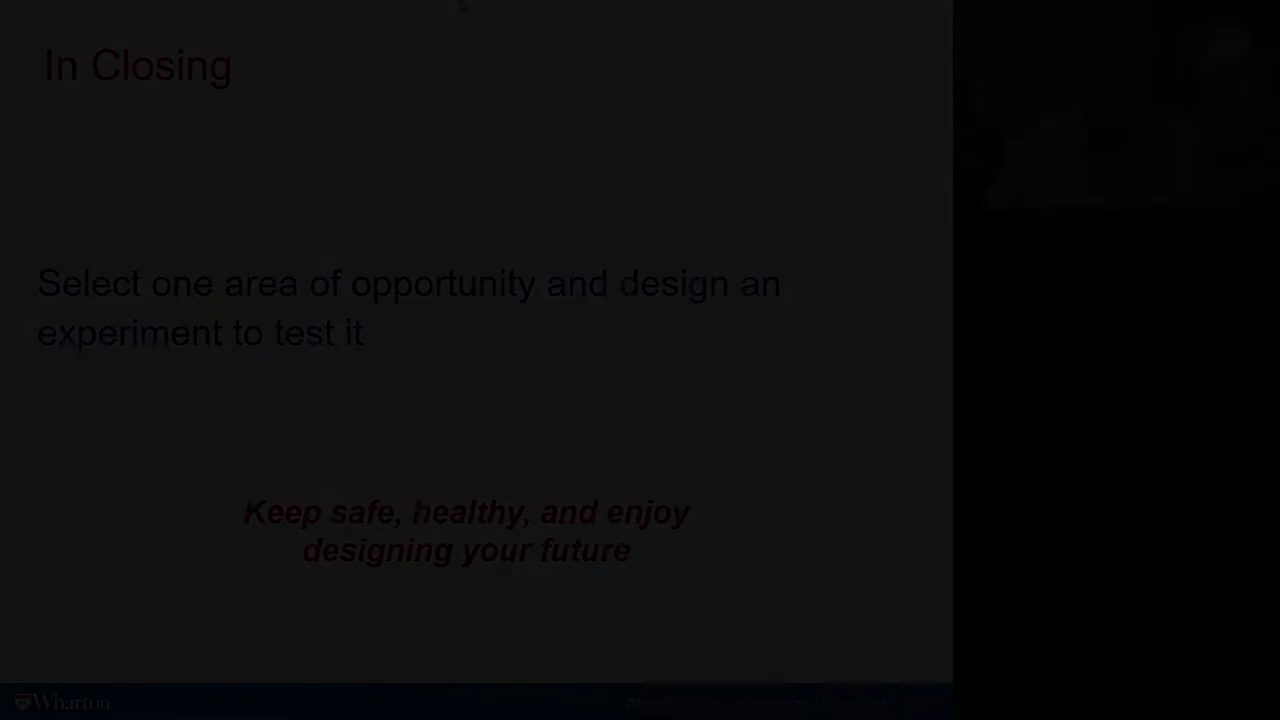 In Closing
Select one area of opportunity and design an
experiment to test it
Keep safe, healthy, and enjoy
designing your future
Wharton